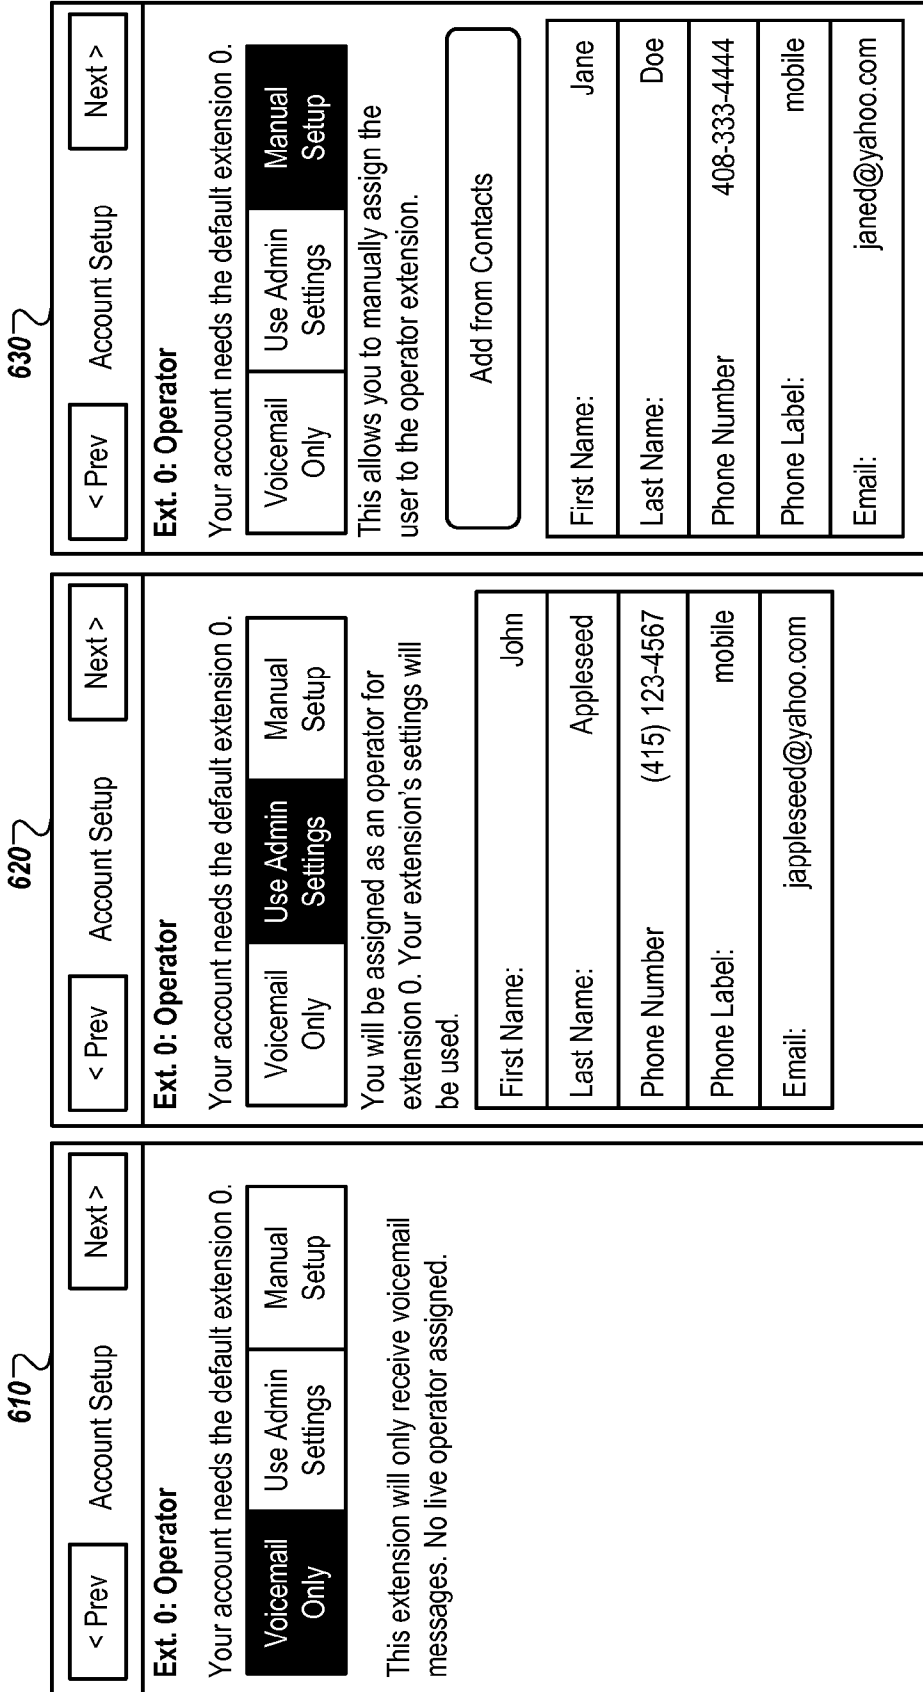 610
< Prev
Account Setup
Next >
Ext. 0: Operator
Your account needs the default extension 0.
Voicemail
Only
Use Admin
Settings
Manual
Setup
This extension will only receive voicemail
messages. No live operator assigned.
620
< Prev
Account Setup
Next >
Ext. 0: Operator
Your account needs the default extension 0.
Voicemail
Only
Use Admin
Settings
Manual
Setup
You will be assigned as an operator for
extension 0. Your extension's settings will
be used.
First Name: John
Last Name: Appleseed
Phone Number (415) 123-4567
Phone Label: mobile
Email: jappleseed@yahoo.com
630
< Prev
Account Setup
Next >
Ext. 0: Operator
Your account needs the default extension 0.
Voicemail
Only
Use Admin
Settings
Manual
Setup
This allows you to manually assign the
user to the operator extension.
Add from Contacts
First Name: Jane
Last Name: Doe
Phone Number 408-333-4444
Phone Label: mobile
Email: janed@yahoo.com